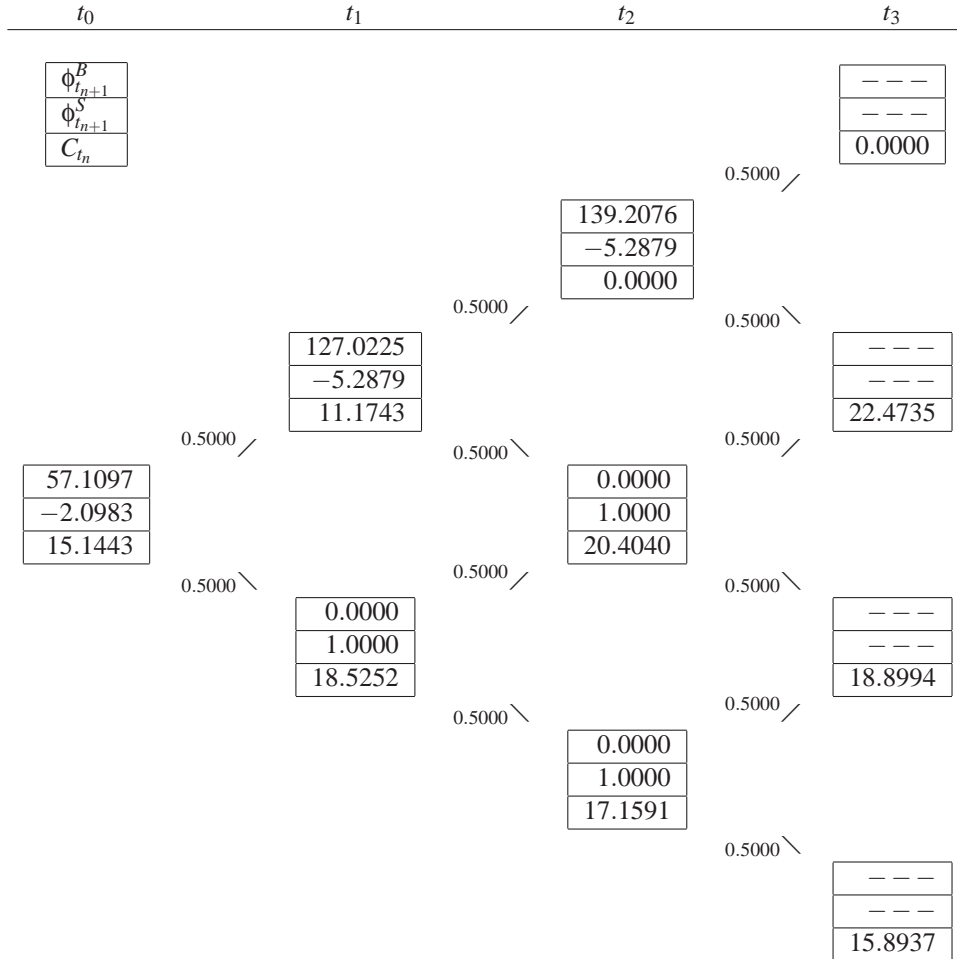 t_0 t_1 t_2 t_3
ϕ^B_{t_{n+1}} − − −
ϕ^S_{t_{n+1}} − − −
C_{t_n} 0.0000
0.5000
139.2076
−5.2879
0.0000
0.5000 0.5000
127.0225 − − −
−5.2879 − − −
11.1743 22.4735
0.5000 0.5000 0.5000
57.1097 0.0000
−2.0983 1.0000
15.1443 20.4040
0.5000 0.5000 0.5000
0.0000 − − −
1.0000 − − −
18.5252 18.8994
0.5000 0.5000
0.0000
1.0000
17.1591
0.5000
− − −
− − −
15.8937